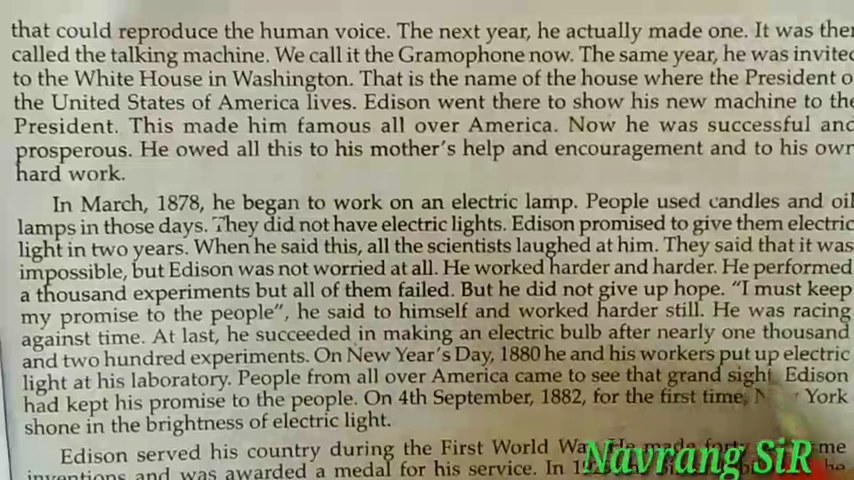 that could reproduce the human voice. The next year, he actually made one. It was then
called the talking machine. We call it the Gramophone now. The same year, he was invited
to the White House in Washington. That is the name of the house where the President o
the United States of America lives. Edison went there to show his new machine to the
President. This made him famous all over America. Now he was successful and
prosperous. He owed all this to his mother's help and encouragement and to his own
hard work.
In March, 1878, he began to work on an electric lamp. People used candles and oil
lamps in those days. They did not have electric lights. Edison promised to give them electric
light in two years. When he said this, all the scientists laughed at him. They said that it was
impossible, but Edison was not worried at all. He worked harder and harder. He performed
a thousand experiments but all of them failed. But he did not give up hope. "I must keep
my promise to the people", he said to himself and worked harder still. He was racing
against time. At last, he succeeded in making an electric bulb after nearly one thousand
and two hundred experiments. On New Year's Day, 1880 he and his workers put up electric
light at his laboratory. People from all over America came to see that grand sight. Edison
had kept his promise to the people. On 4th September, 1882, for the first time, York
shone in the brightness of electric light.
Edison served his country during the First World War. He made forty me
inventions and was awarded a medal for his service. In he
Navrang SiR